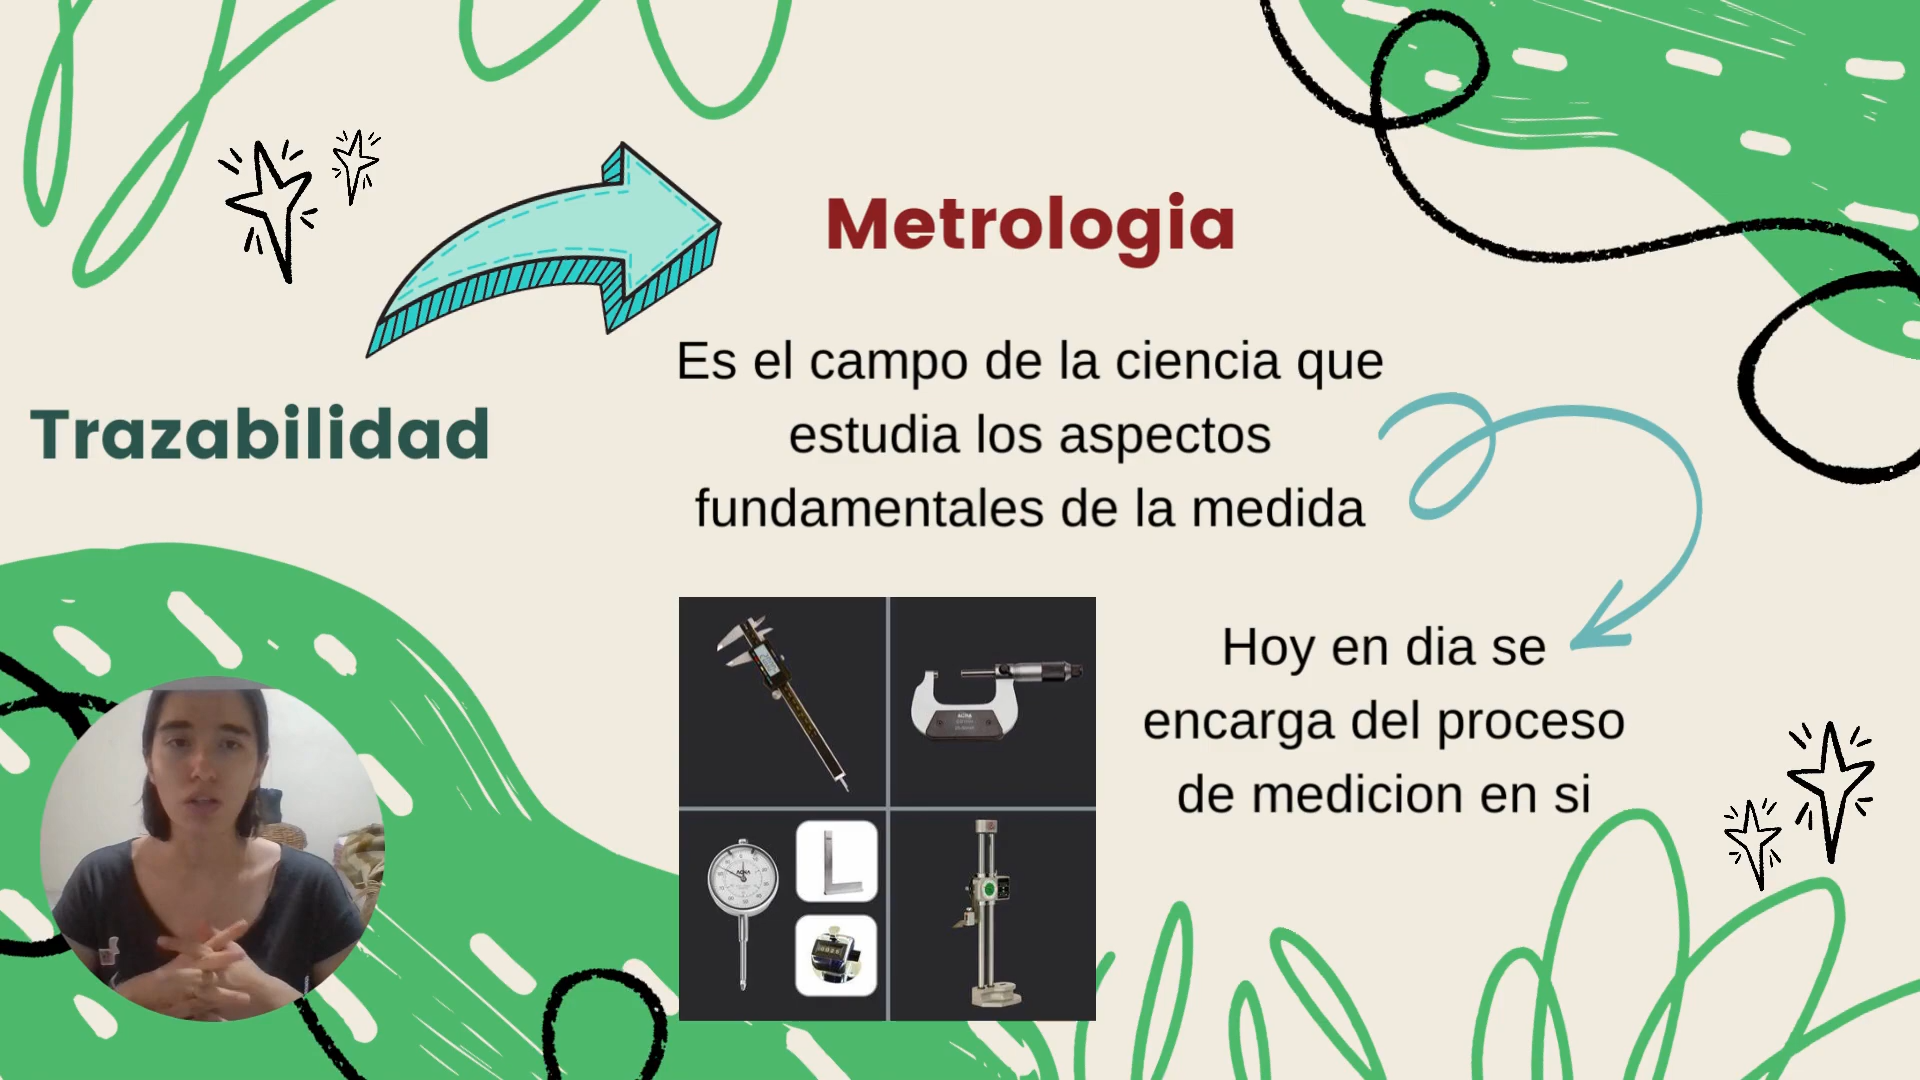 Metrologia
Es el campo de la ciencia que
estudia los aspectos
fundamentales de la medida
Trazabilidad
Hoy en dia se
encarga del proceso
de medicion en si